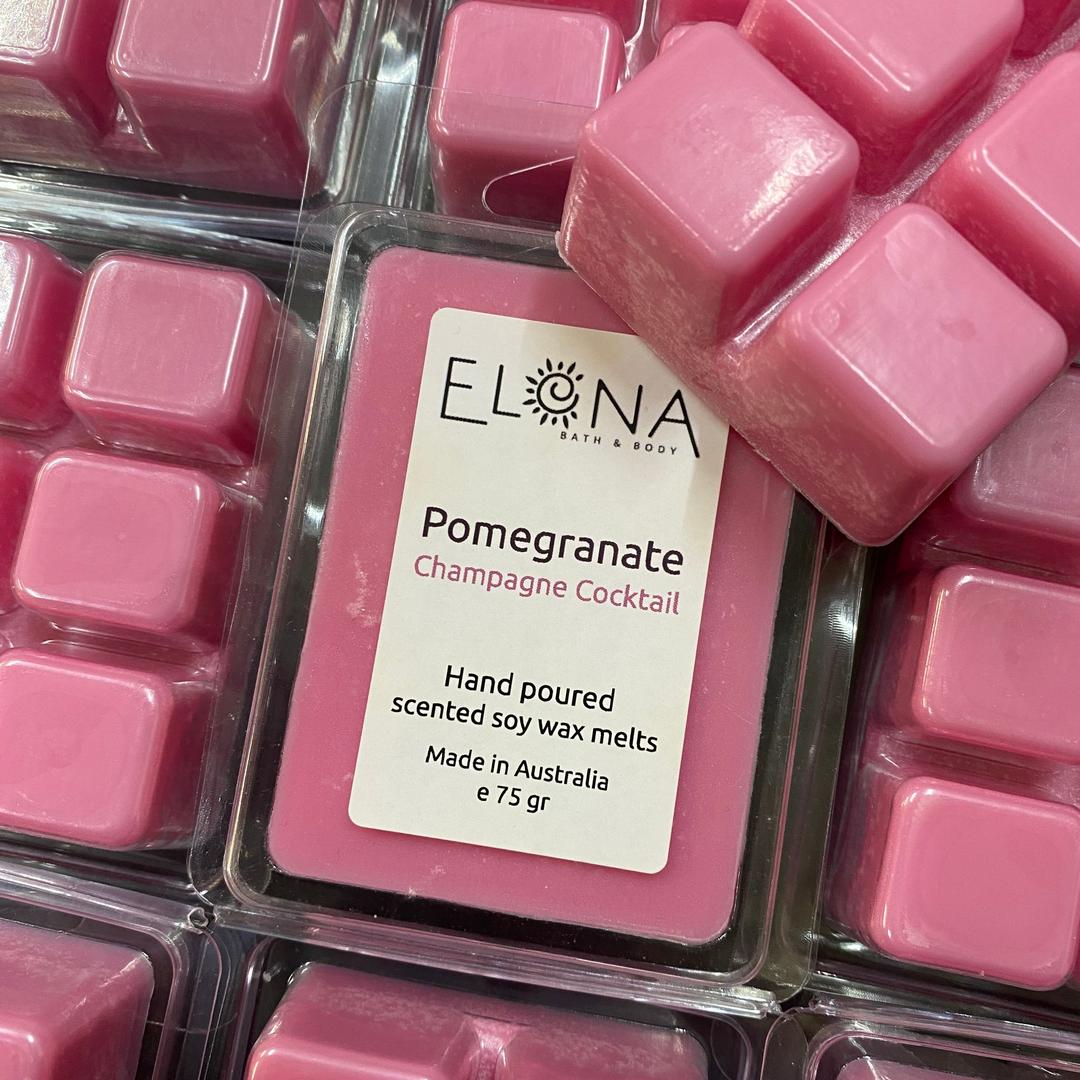 ELONA
BATH & BODY
Pomegranate
Champagne Cocktail
Hand poured
scented soy wax melts
Made in Australia
e 75 gr